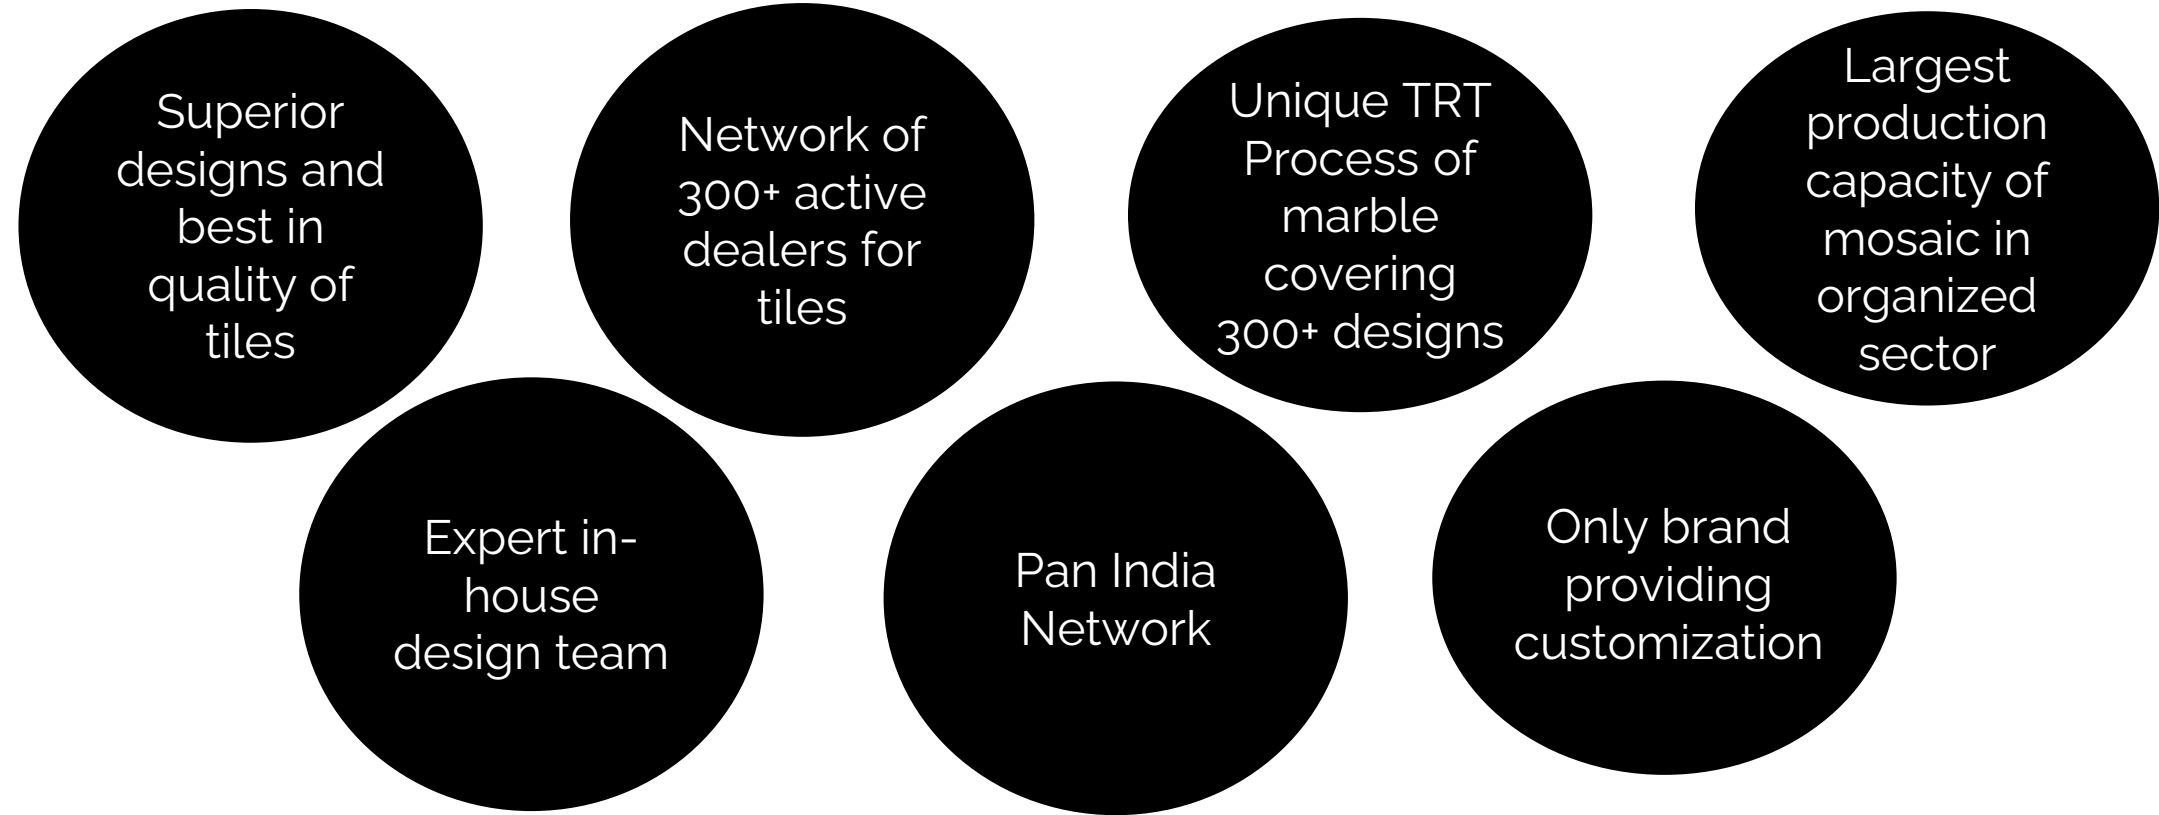 Superior
designs and
best in
quality of
tiles
Network of
300+ active
dealers for
tiles
Unique TRT
Process of
marble
covering
300+ designs
Largest
production
capacity of
mosaic in
organized
sector
Expert in-
house
design team
Pan India
Network
Only brand
providing
customization